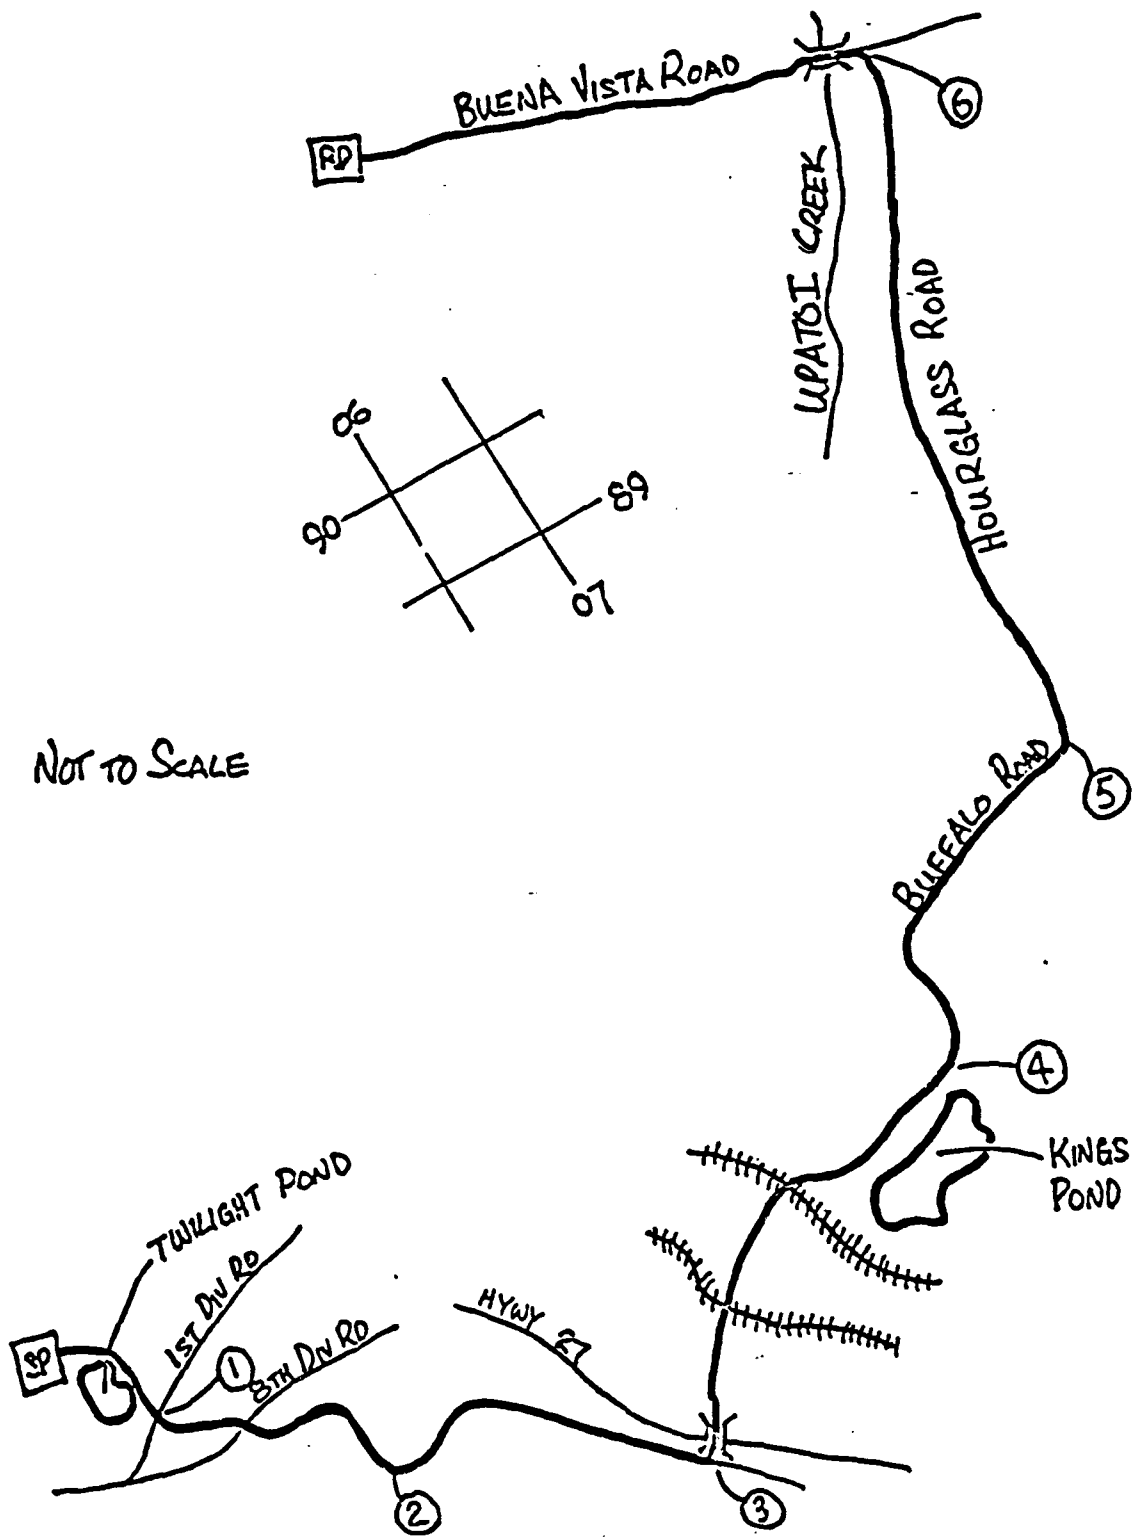 BUENA VISTA ROAD
6
RD
UPATOI CREEK
HOURGLASS ROAD
06
90
89
07
NOT TO SCALE
BUFFALO ROAD
5
4
KINGS
POND
TWILIGHT POND
1ST DIV RD
HYWY 27
SP
1
8TH DIV RD
2
3